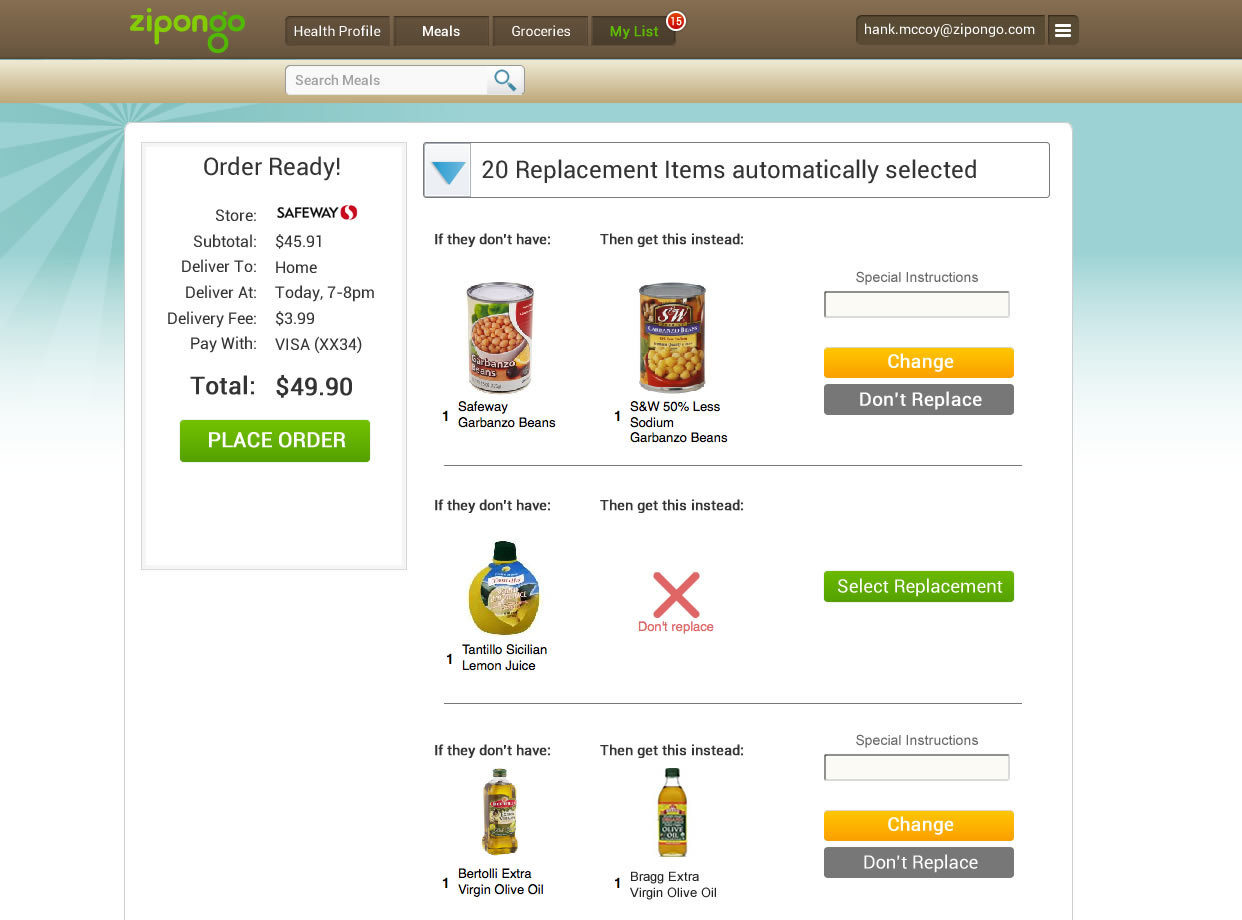 zipongo
Health Profile
Meals
Groceries
My List
15
hank.mccoy@zipongo.com
Search Meals
Order Ready!
Store: SAFEWAY
Subtotal: $45.91
Deliver To: Home
Deliver At: Today, 7-8pm
Delivery Fee: $3.99
Pay With: VISA (XX34)
Total: $49.90
PLACE ORDER
20 Replacement Items automatically selected
If they don't have:
Then get this instead:
Garbanzo
Beans
S&W
GARBANZO BEANS
1 Safeway
Garbanzo Beans
1 S&W 50% Less
Sodium
Garbanzo Beans
Special Instructions
Change
Don't Replace
If they don't have:
Then get this instead:
1 Tantillo Sicilian
Lemon Juice
Don't replace
Select Replacement
If they don't have:
Then get this instead:
OLIVE
OIL
1 Bertolli Extra
Virgin Olive Oil
1 Bragg Extra
Virgin Olive Oil
Special Instructions
Change
Don't Replace